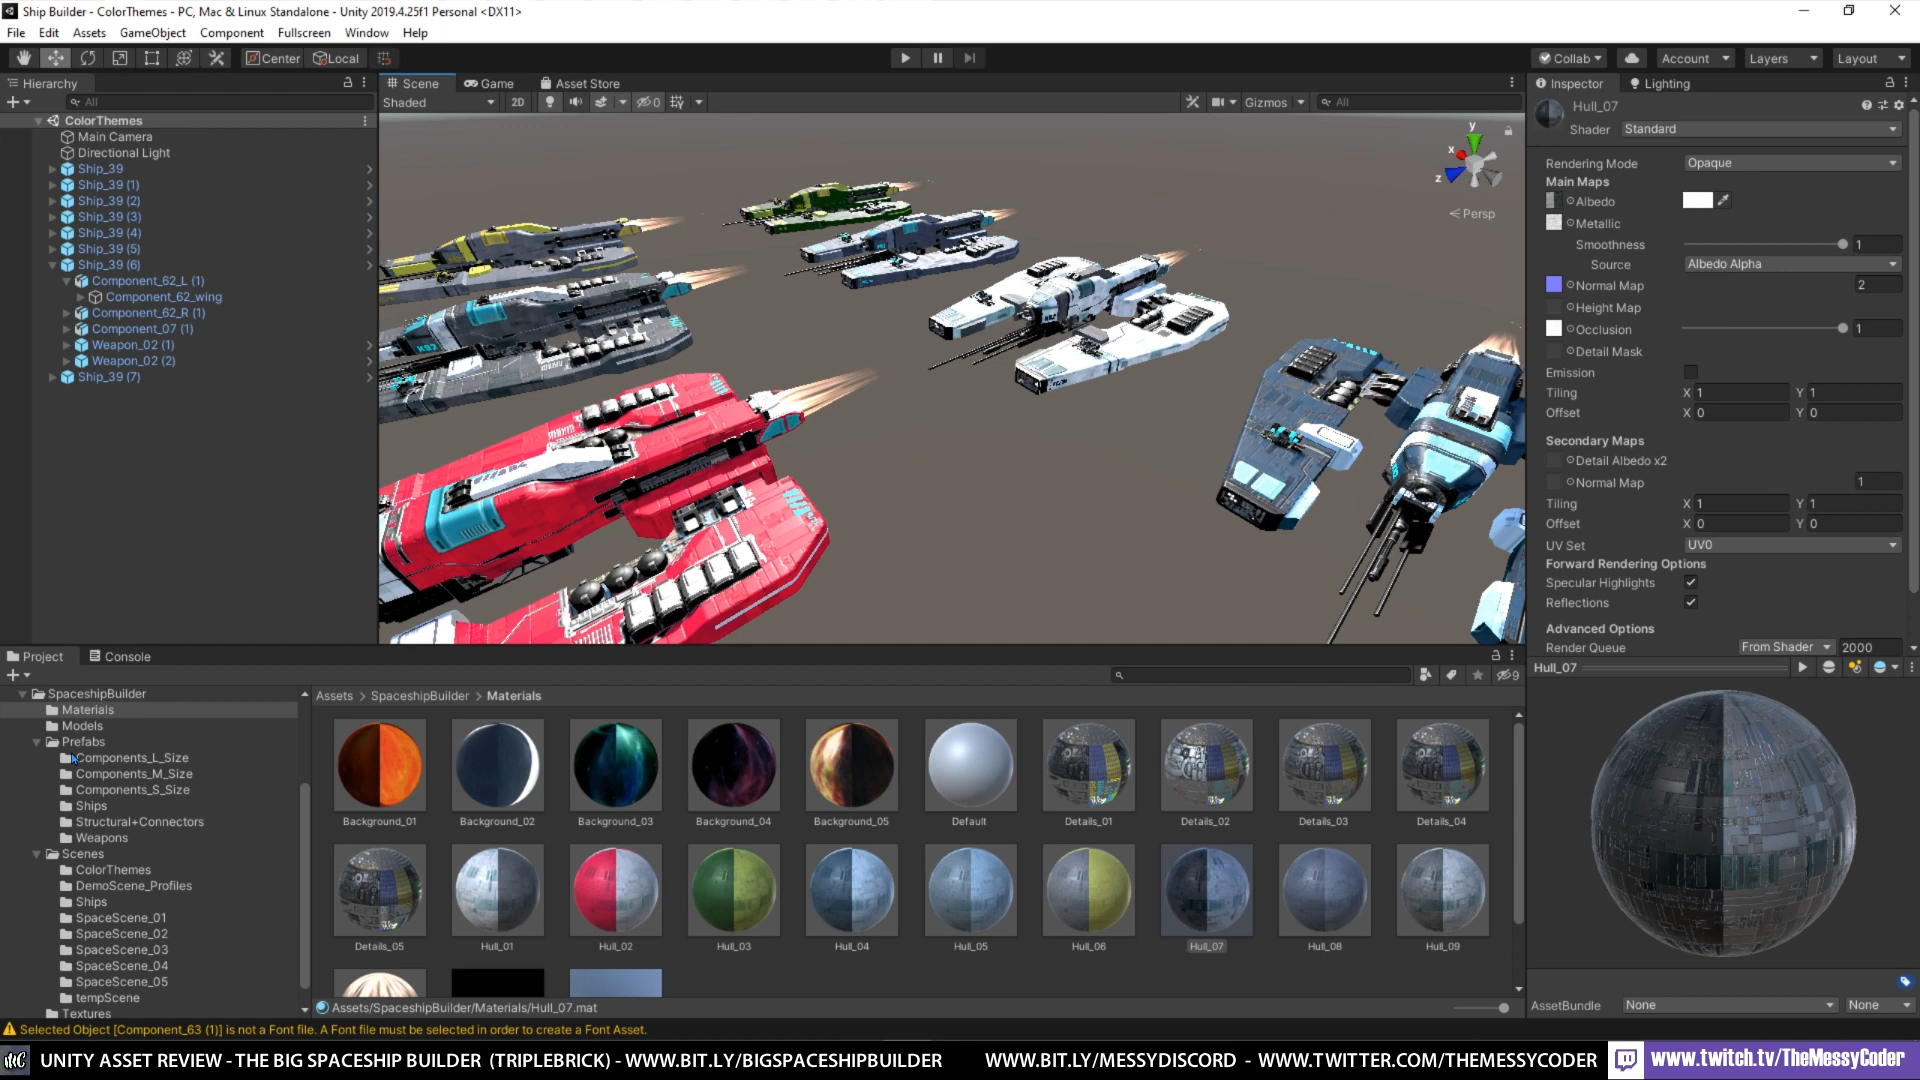 Ship Builder - ColorThemes - PC, Mac & Linux Standalone - Unity 2019.4.25f1 Personal <DX11>
File Edit Assets GameObject Component Fullscreen Window Help
Center Local Collab Account Layers Layout
Hierarchy
All
ColorThemes
Main Camera
Directional Light
Ship_39
Ship_39 (1)
Ship_39 (2)
Ship_39 (3)
Ship_39 (4)
Ship_39 (5)
Ship_39 (6)
Component_62_L (1)
Component_62_wing
Component_62_R (1)
Component_07 (1)
Weapon_02 (1)
Weapon_02 (2)
Ship_39 (7)
Scene Game Asset Store
Shaded 2D 0 Gizmos All
y
x
z
Persp
Inspector Lighting
Hull_07
Shader Standard
Rendering Mode Opaque
Main Maps
Albedo
Metallic
Smoothness 1
Source Albedo Alpha
Normal Map 2
Height Map
Occlusion 1
Detail Mask
Emission
Tiling X 1 Y 1
Offset X 0 Y 0
Secondary Maps
Detail Albedo x2
Normal Map 1
Tiling X 1 Y 1
Offset X 0 Y 0
UV Set UV0
Forward Rendering Options
Specular Highlights
Reflections
Advanced Options
Render Queue From Shader 2000
Hull_07
AssetBundle None None
Project Console
9
SpaceshipBuilder
Materials
Models
Prefabs
Components_L_Size
Components_M_Size
Components_S_Size
Ships
Structural+Connectors
Weapons
Scenes
ColorThemes
DemoScene_Profiles
Ships
SpaceScene_01
SpaceScene_02
SpaceScene_03
SpaceScene_04
SpaceScene_05
tempScene
Textures
Assets > SpaceshipBuilder > Materials
Background_01 Background_02 Background_03 Background_04 Background_05 Default Details_01 Details_02 Details_03 Details_04
Details_05 Hull_01 Hull_02 Hull_03 Hull_04 Hull_05 Hull_06 Hull_07 Hull_08 Hull_09
Assets/SpaceshipBuilder/Materials/Hull_07.mat
Selected Object [Component_63 (1)] is not a Font file. A Font file must be selected in order to create a Font Asset.
UNITY ASSET REVIEW - THE BIG SPACESHIP BUILDER (TRIPLEBRICK) - WWW.BIT.LY/BIGSPACESHIPBUILDER WWW.BIT.LY/MESSYDISCORD - WWW.TWITTER.COM/THEMESSYCODER www.twitch.tv/TheMessyCoder